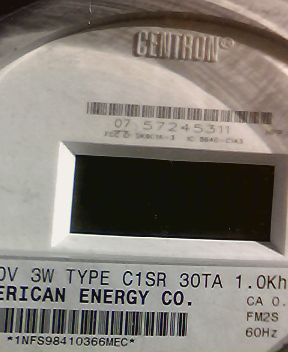 CENTRON®
07 57245311
0V 3W TYPE C1SR 30TA 1.0Kh
ERICAN ENERGY CO.
CA 0.
FM2S
60Hz
*1NFS98410366MEC*